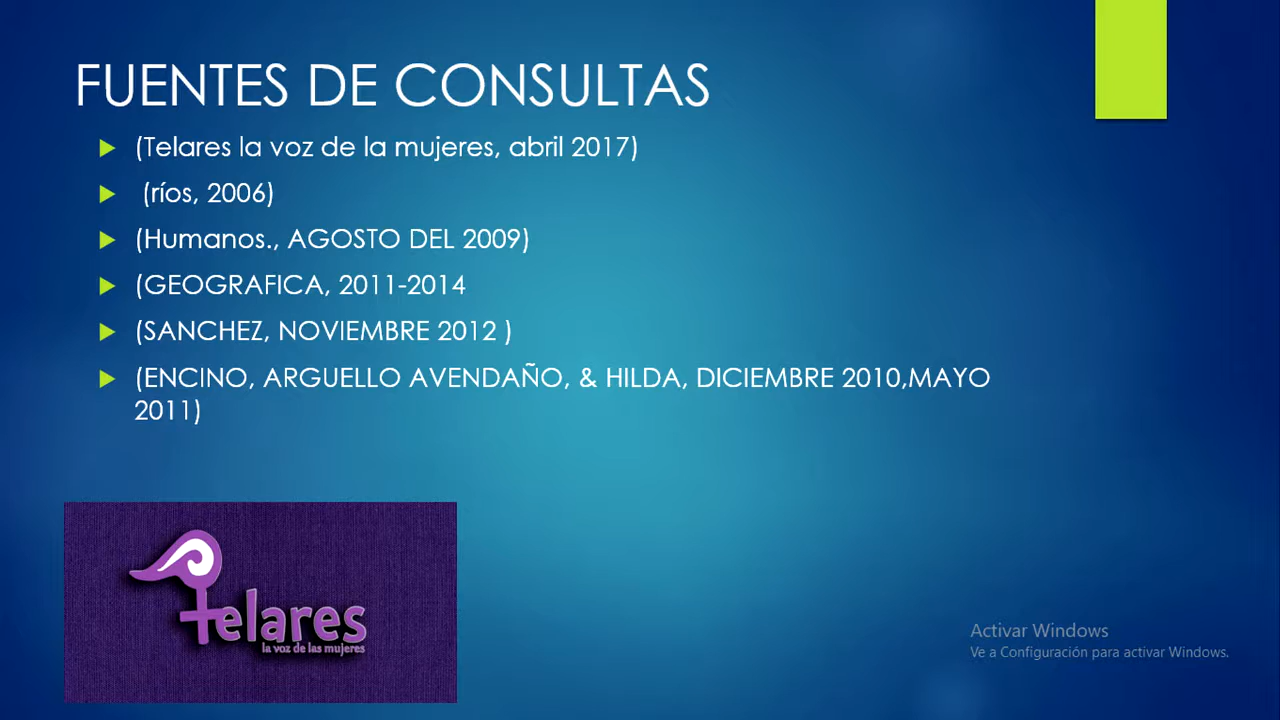 FUENTES DE CONSULTAS
(Telares la voz de la mujeres, abril 2017)
(ríos, 2006)
(Humanos., AGOSTO DEL 2009)
(GEOGRAFICA, 2011-2014
(SANCHEZ, NOVIEMBRE 2012 )
(ENCINO, ARGUELLO AVENDAÑO, & HILDA, DICIEMBRE 2010,MAYO
2011)
telares
la voz de las mujeres
Activar Windows
Ve a Configuración para activar Windows.